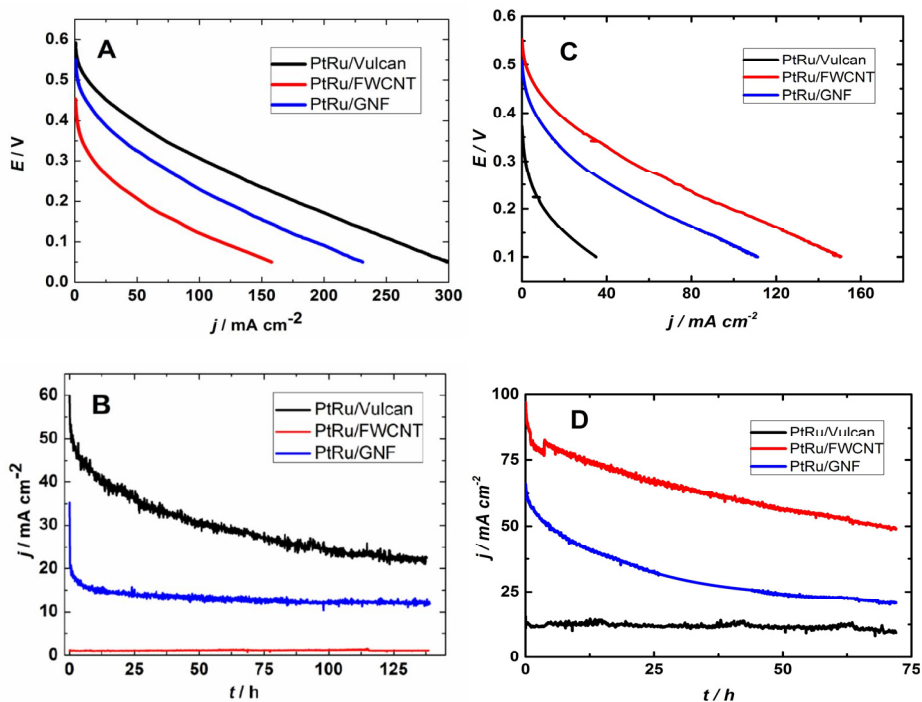 A
PtRu/Vulcan
PtRu/FWCNT
PtRu/GNF
E / V
0.6
0.5
0.4
0.3
0.2
0.1
0.0
0 50 100 150 200 250 300
j / mA cm-2
C
PtRu/Vulcan
PtRu/FWCNT
PtRu/GNF
E / V
0.6
0.5
0.4
0.3
0.2
0.1
0.0
0 40 80 120 160
j / mA cm-2
B
PtRu/Vulcan
PtRu/FWCNT
PtRu/GNF
j / mA cm-2
60
50
40
30
20
10
0
0 25 50 75 100 125
t / h
D
PtRu/Vulcan
PtRu/FWCNT
PtRu/GNF
j / mA cm-2
100
75
50
25
0
0 25 50 75
t / h